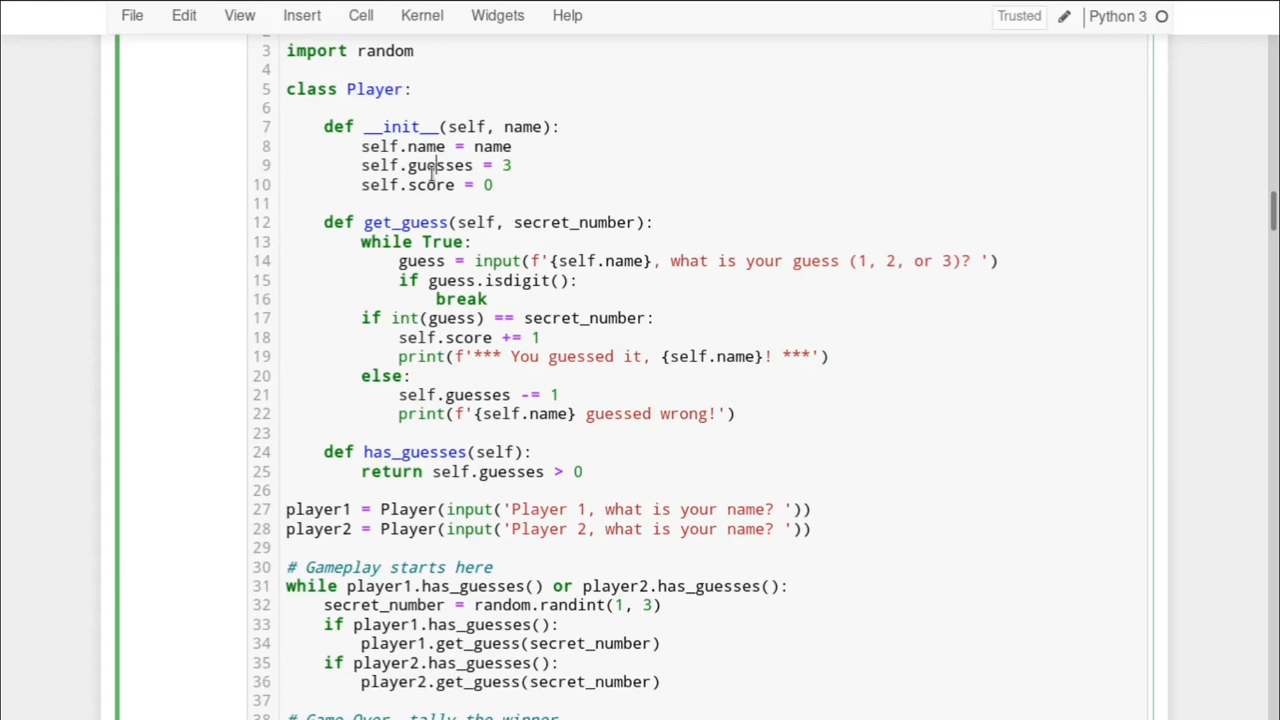 File Edit View Insert Cell Kernel Widgets Help Trusted Python 3
2
3 import random
4
5 class Player:
6
7     def __init__(self, name):
8         self.name = name
9         self.guesses = 3
10         self.score = 0
11
12     def get_guess(self, secret_number):
13         while True:
14             guess = input(f'{self.name}, what is your guess (1, 2, or 3)? ')
15             if guess.isdigit():
16                 break
17         if int(guess) == secret_number:
18             self.score += 1
19             print(f'*** You guessed it, {self.name}! ***')
20         else:
21             self.guesses -= 1
22             print(f'{self.name} guessed wrong!')
23
24     def has_guesses(self):
25         return self.guesses > 0
26
27 player1 = Player(input('Player 1, what is your name? '))
28 player2 = Player(input('Player 2, what is your name? '))
29
30 # Gameplay starts here
31 while player1.has_guesses() or player2.has_guesses():
32     secret_number = random.randint(1, 3)
33     if player1.has_guesses():
34         player1.get_guess(secret_number)
35     if player2.has_guesses():
36         player2.get_guess(secret_number)
37
38 # Game Over, tally the winner